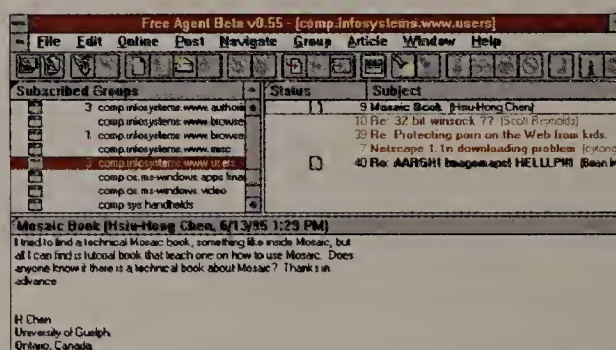 Free Agent Beta v0.55 - [comp.infosystems.www.users]
File Edit Online Post Navigate Group Article Window Help
Subscribed Groups Status Subject
3 comp.infosystems.www.authori
comp.infosystems.www.browse
1 comp.infosystems.www.browse
comp.infosystems.www.misc
3 comp.infosystems.www.users
comp.os.ms-windows.apps.fina
comp.os.ms-windows.video
comp.sys.handhelds
9 Mosaic Book [Hsiu-Hong Chen]
10 Re: 32 bit winsock ?? [Scott Reynolds]
39 Re: Protecting porn on the Web from kids.
7 Netscape 1.1n downloading problem
40 Re: AARGH! Imagemaps! HELLLP!!! [Sean
Mosaic Book [Hsiu-Hong Chen, 6/13/95 1:29 PM]
I tried to find a technical Mosaic book, something like inside Mosaic, but
all I can find is tutorial book that teach one on how to use Mosaic. Does
anyone know if there is a technical book about Mosaic? Thanks in
advance
H Chen
University of Guelph
Ontario, Canada